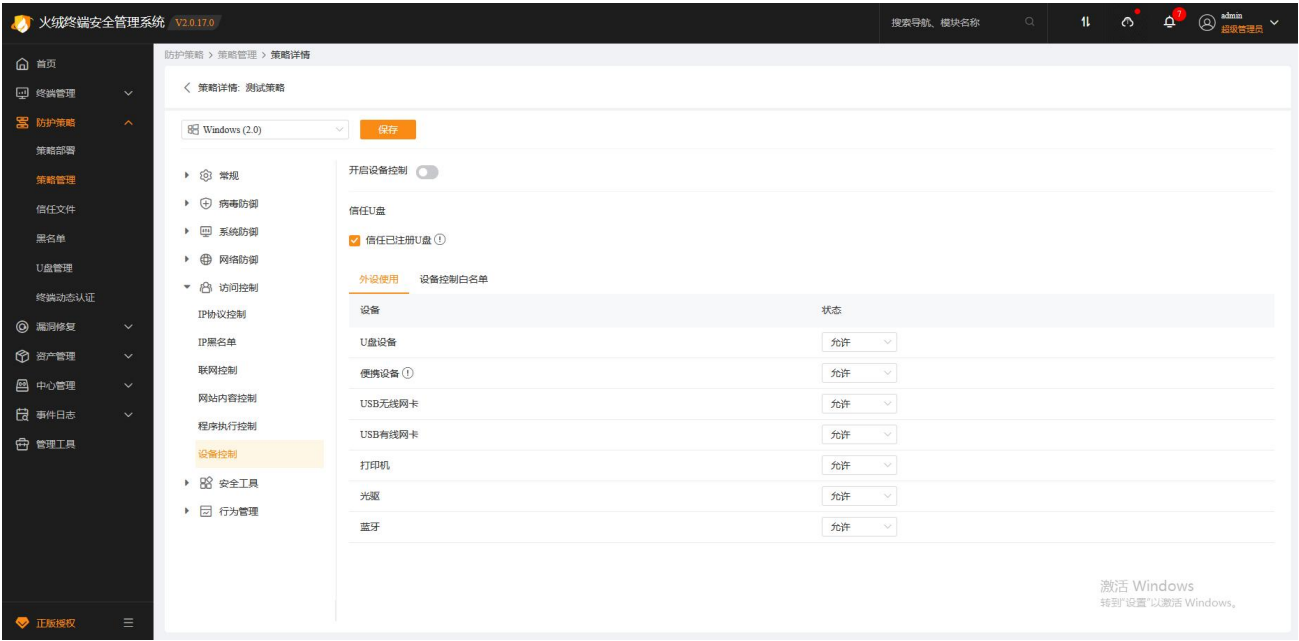 火绒终端安全管理系统 V2.0.17.0
搜索导航、模块名称
7
admin
超级管理员
首页
终端管理
防护策略
策略部署
策略管理
信任文件
黑名单
U盘管理
终端动态认证
漏洞修复
资产管理
中心管理
事件日志
管理工具
正版授权
防护策略 > 策略管理 > 策略详情
策略详情: 测试策略
Windows (2.0)
保存
常规
病毒防御
系统防御
网络防御
访问控制
IP协议控制
IP黑名单
联网控制
网站内容控制
程序执行控制
设备控制
安全工具
行为管理
开启设备控制
信任U盘
信任已注册U盘
外设使用 设备控制白名单
设备 状态
U盘设备 允许
便携设备 允许
USB无线网卡 允许
USB有线网卡 允许
打印机 允许
光驱 允许
蓝牙 允许
激活 Windows
转到"设置"以激活 Windows。